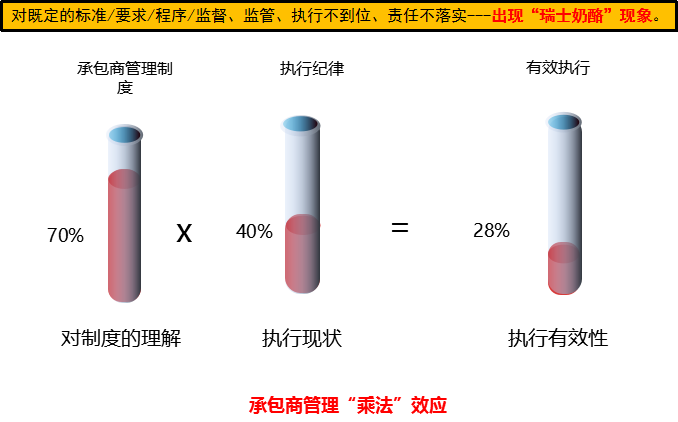 对既定的标准/要求/程序/监督、监管、执行不到位、责任不落实---出现“瑞士奶酪”现象。
承包商管理制
度
执行纪律
有效执行
70%
X
40%
=
28%
对制度的理解
执行现状
执行有效性
承包商管理“乘法”效应